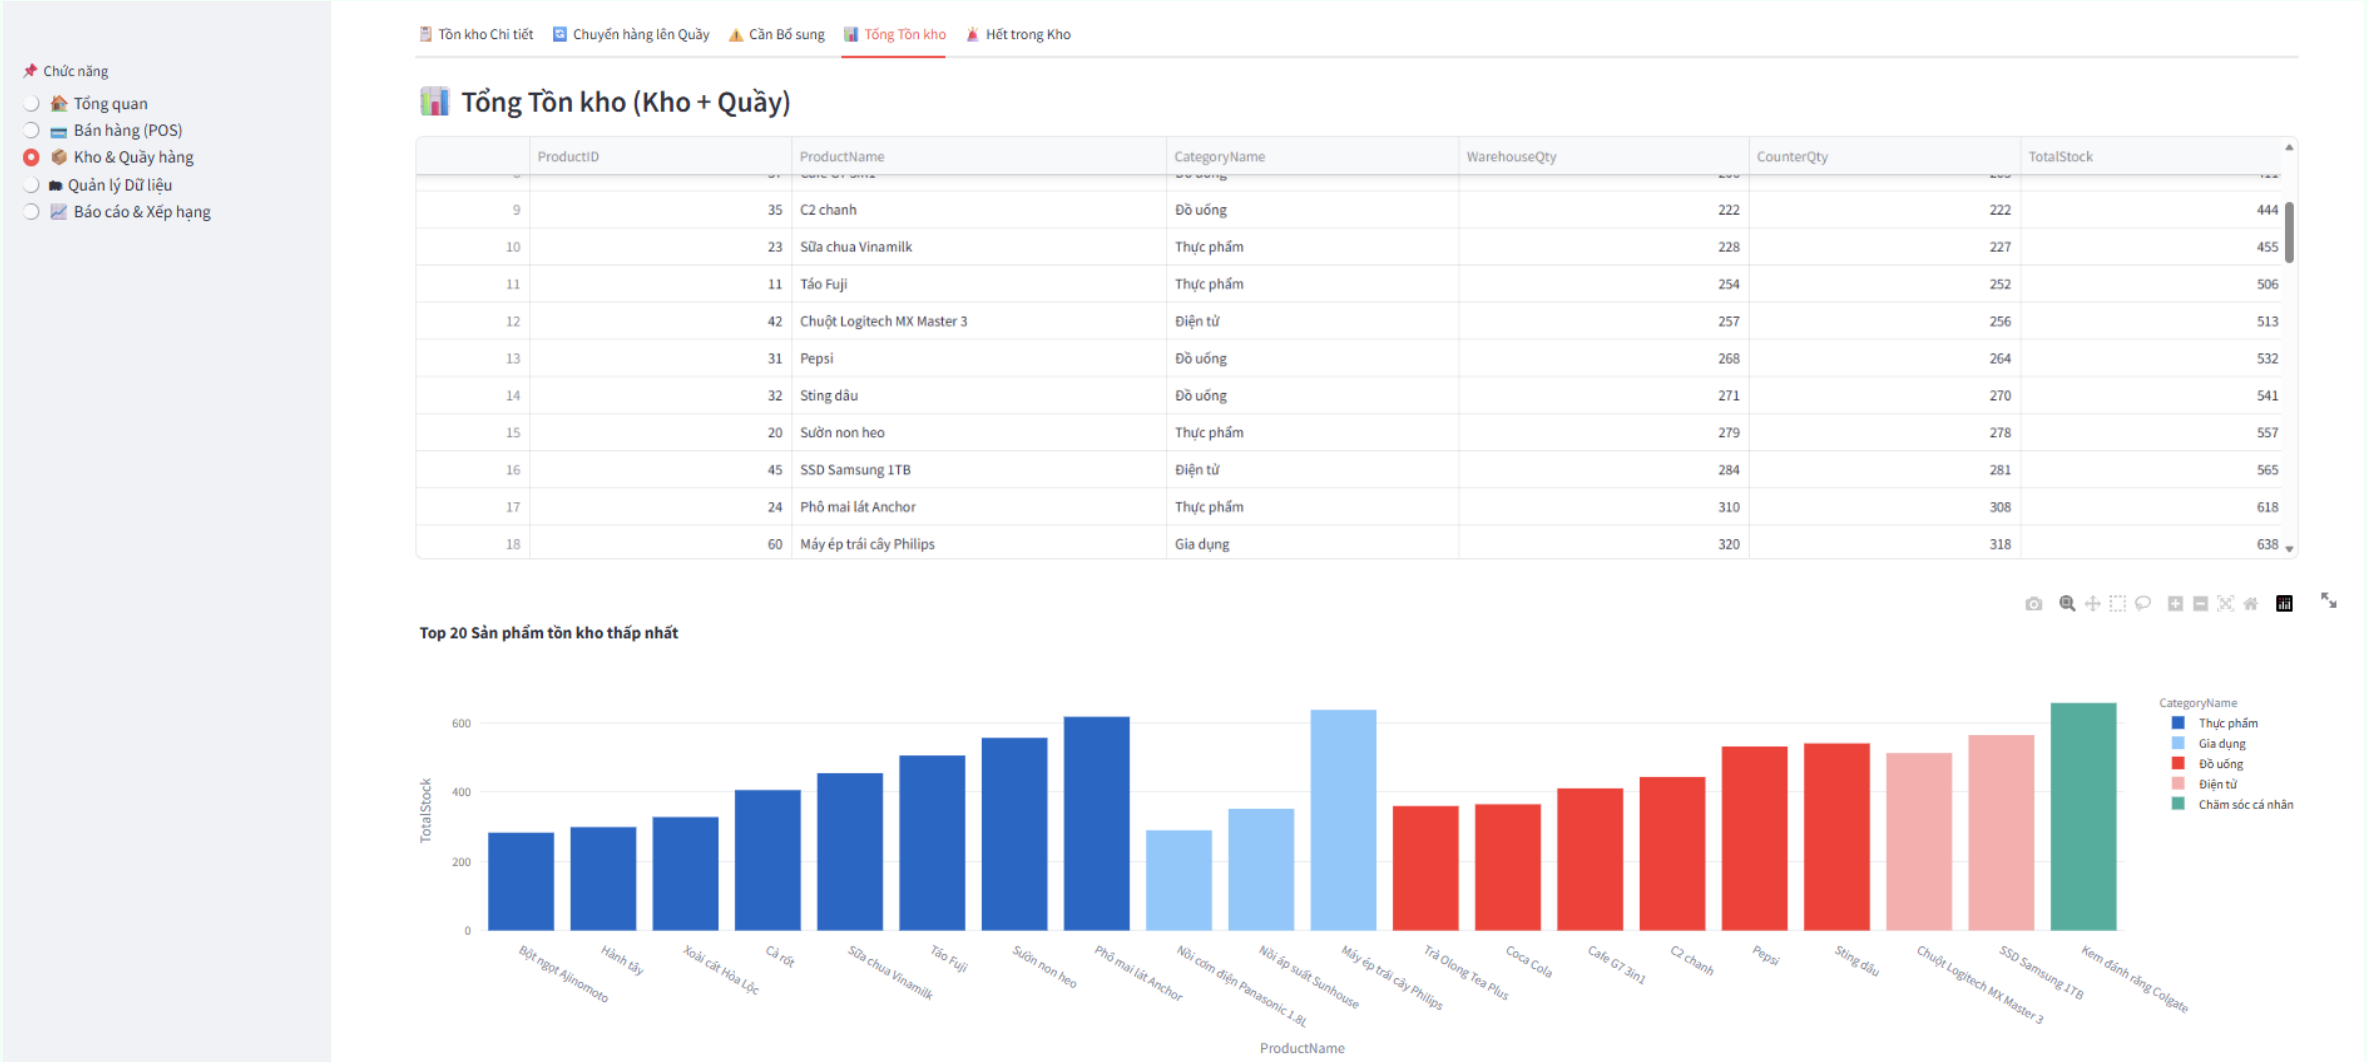 Chức năng
Tổng quan
Bán hàng (POS)
Kho & Quầy hàng
Quản lý Dữ liệu
Báo cáo & Xếp hạng
Tồn kho Chi tiết Chuyển hàng lên Quầy Cần Bổ sung Tổng Tồn kho Hết trong Kho
Tổng Tồn kho (Kho + Quầy)
ProductID ProductName CategoryName WarehouseQty CounterQty TotalStock
9 35 C2 chanh Đồ uống 222 222 444
10 23 Sữa chua Vinamilk Thực phẩm 228 227 455
11 11 Táo Fuji Thực phẩm 254 252 506
12 42 Chuột Logitech MX Master 3 Điện tử 257 256 513
13 31 Pepsi Đồ uống 268 264 532
14 32 Sting dâu Đồ uống 271 270 541
15 20 Sườn non heo Thực phẩm 279 278 557
16 45 SSD Samsung 1TB Điện tử 284 281 565
17 24 Phô mai lát Anchor Thực phẩm 310 308 618
18 60 Máy ép trái cây Philips Gia dụng 320 318 638
Top 20 Sản phẩm tồn kho thấp nhất
TotalStock
600
400
200
0
Bột ngọt Ajinomoto
Hành tây
Xoài cát Hòa Lộc
Cà rốt
Sữa chua Vinamilk
Táo Fuji
Sườn non heo
Phô mai lát Anchor
Nồi cơm điện Panasonic 1.8L
Nồi áp suất Sunhouse
Máy ép trái cây Philips
Trà Olong Tea Plus
Coca Cola
Cafe G7 3in1
C2 chanh
Pepsi
Sting dâu
Chuột Logitech MX Master 3
SSD Samsung 1TB
Kem đánh răng Colgate
ProductName
CategoryName
Thực phẩm
Gia dụng
Đồ uống
Điện tử
Chăm sóc cá nhân